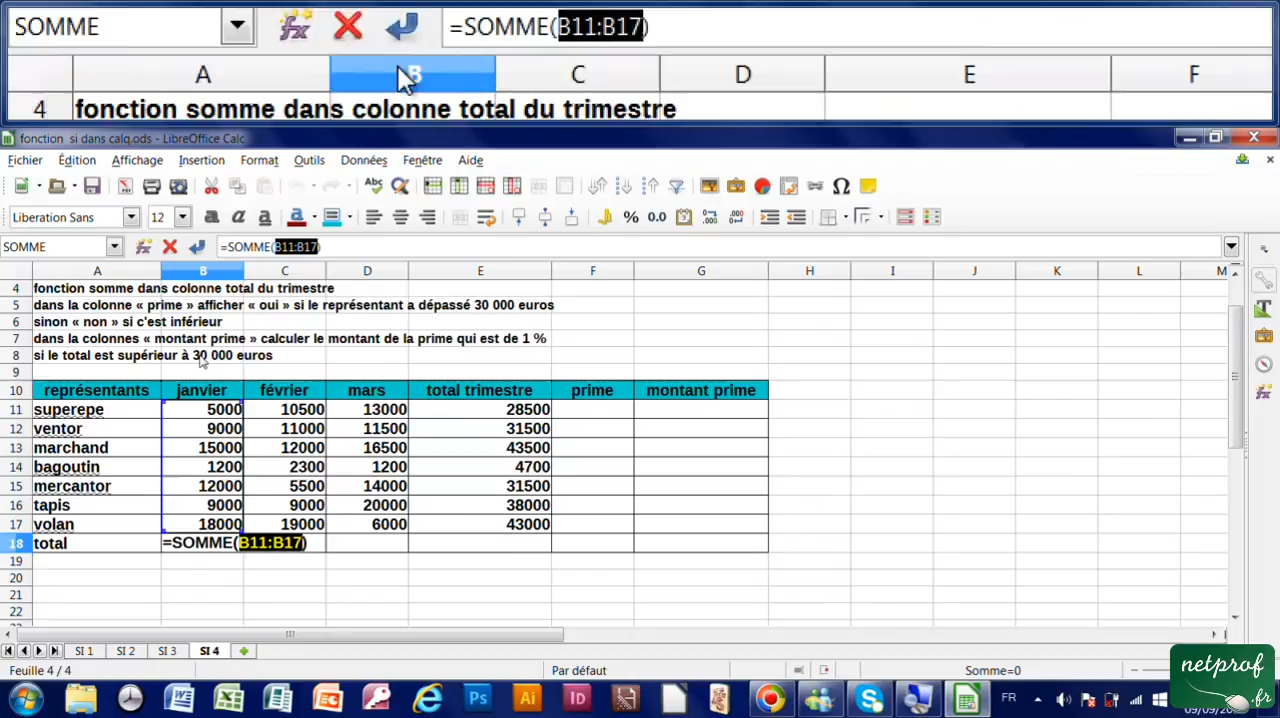 SOMME =SOMME(B11:B17)
A B C D E F
4 fonction somme dans colonne total du trimestre
fonction si dans calq.ods - LibreOffice Calc
Fichier Édition Affichage Insertion Format Outils Données Fenêtre Aide
Liberation Sans 12
SOMME =SOMME(B11:B17)
A B C D E F G H I J K L M
4 fonction somme dans colonne total du trimestre
5 dans la colonne « prime » afficher « oui » si le représentant a dépassé 30 000 euros
6 sinon « non » si c'est inférieur
7 dans la colonnes « montant prime » calculer le montant de la prime qui est de 1 %
8 si le total est supérieur à 30 000 euros
9
10 représentants janvier février mars total trimestre prime montant prime
11 superepe 5000 10500 13000 28500
12 ventor 9000 11000 11500 31500
13 marchand 15000 12000 16500 43500
14 bagoutin 1200 2300 1200 4700
15 mercantor 12000 5500 14000 31500
16 tapis 9000 9000 20000 38000
17 volan 18000 19000 6000 43000
18 total =SOMME(B11:B17)
19
20
21
22
SI 1 SI 2 SI 3 SI 4
Feuille 4 / 4 Par défaut Somme=0
netprof
.fr
FR